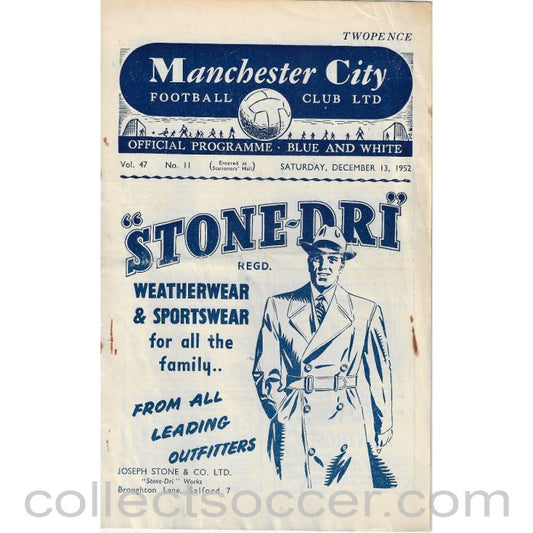 TWOPENCE
Manchester City
FOOTBALL CLUB LTD
OFFICIAL PROGRAMME · BLUE AND WHITE
Vol. 47 No. 11 (Entered at Stationers' Hall) SATURDAY, DECEMBER 13, 1952
"STONE-DRI"
REGD.
WEATHERWEAR
& SPORTSWEAR
for all the
family..
FROM ALL
LEADING
OUTFITTERS
JOSEPH STONE & CO. LTD.
"Stone-Dri" Works
Broughton Lane, Salford 7
collectsoccer.com